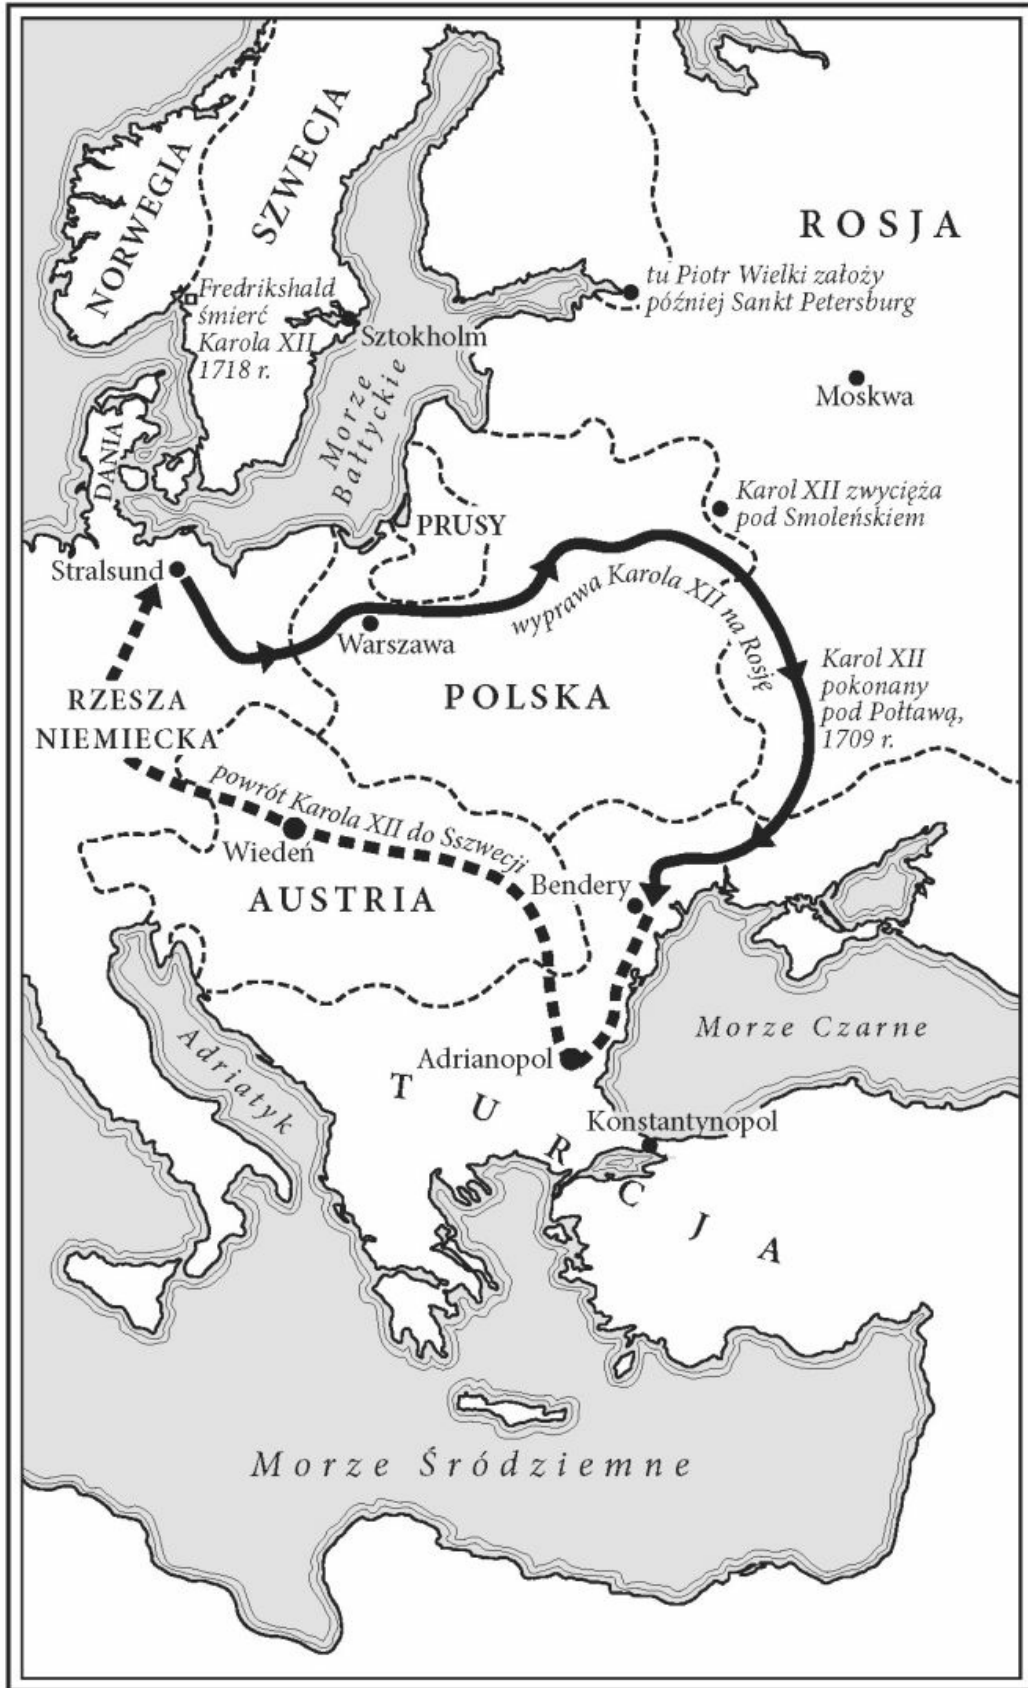 NORWEGIA
SZWECJA
ROSJA
Fredrikshald
śmierć
Karola XII
1718 r.
tu Piotr Wielki założy
później Sankt Petersburg
Sztokholm
Moskwa
Morze
Bałtyckie
DANIA
Karol XII zwycięża
pod Smoleńskiem
PRUSY
Stralsund
wyprawa Karola XII na Rosję
Warszawa
Karol XII
pokonany
pod Połtawą,
1709 r.
RZESZA
NIEMIECKA
POLSKA
powrót Karola XII do Sszwecji
Wiedeń
Bendery
AUSTRIA
Morze Czarne
Adriatyk
Adrianopol
TURCJA
Konstantynopol
Morze Śródziemne